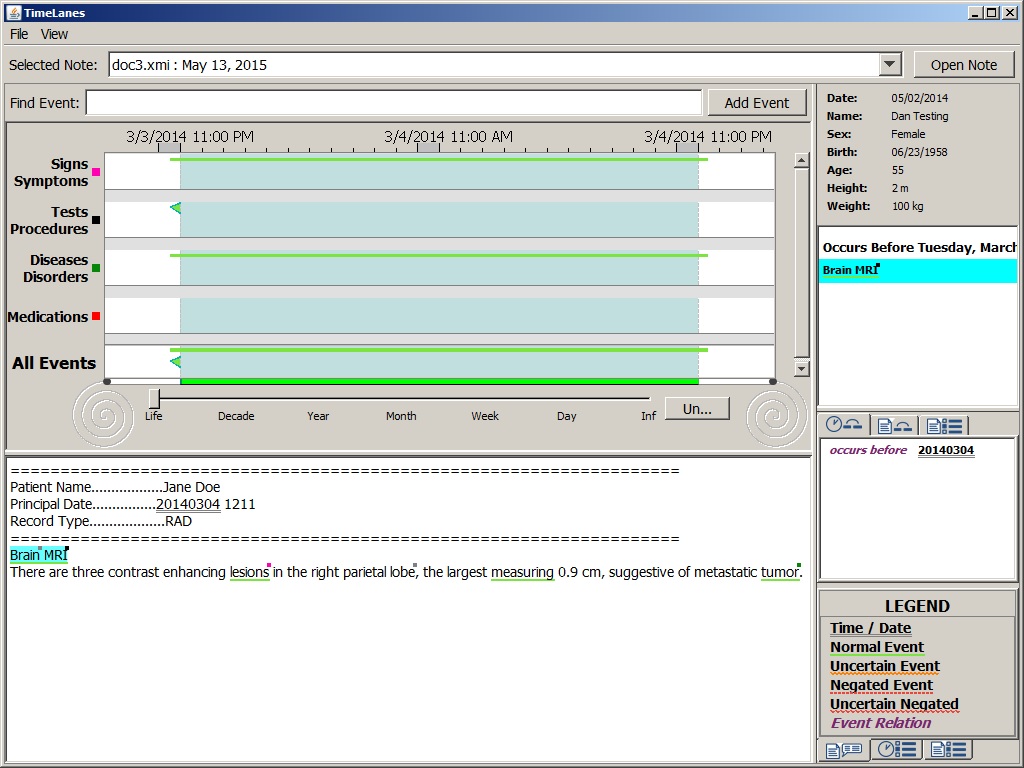 TimeLanes
File View
Selected Note: doc3.xmi : May 13, 2015 Open Note
Find Event: Add Event
3/3/2014 11:00 PM 3/4/2014 11:00 AM 3/4/2014 11:00 PM
Signs
Symptoms
Tests
Procedures
Diseases
Disorders
Medications
All Events
Life Decade Year Month Week Day Inf Un...
==================================================================
Patient Name.................Jane Doe
Principal Date...............20140304 1211
Record Type..................RAD
==================================================================
Brain MRI
There are three contrast enhancing lesions in the right parietal lobe, the largest measuring 0.9 cm, suggestive of metastatic tumor.
Date: 05/02/2014
Name: Dan Testing
Sex: Female
Birth: 06/23/1958
Age: 55
Height: 2 m
Weight: 100 kg
Occurs Before Tuesday, March
Brain MRI
occurs before 20140304
LEGEND
Time / Date
Normal Event
Uncertain Event
Negated Event
Uncertain Negated
Event Relation